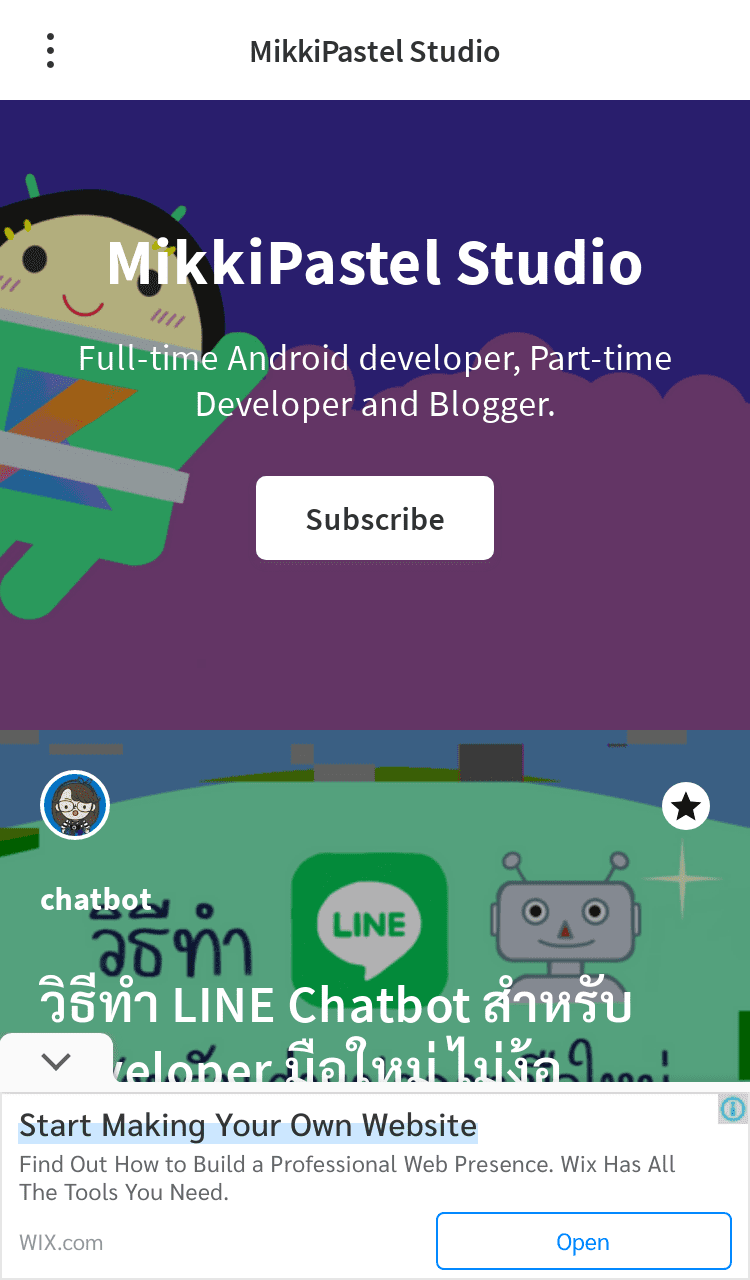 MikkiPastel Studio
MikkiPastel Studio
Full-time Android developer, Part-time
Developer and Blogger.
Subscribe
chatbot
วิธีทำ
LINE
วิธีทำ LINE Chatbot สำหรับ
veloper มือใหม่ ไม่ง้อ
Start Making Your Own Website
Find Out How to Build a Professional Web Presence. Wix Has All
The Tools You Need.
WIX.com
Open